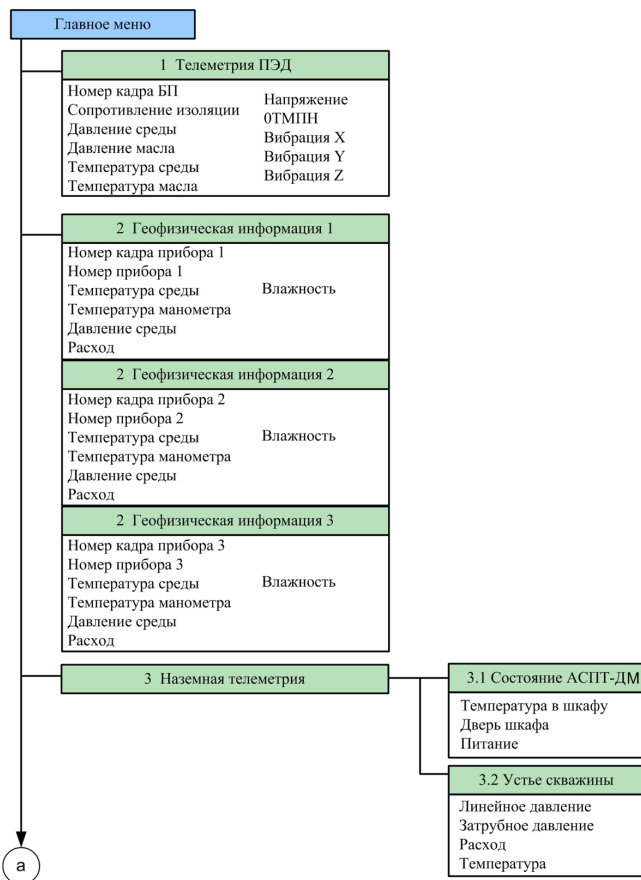 Главное меню
1 Телеметрия ПЭД
Номер кадра БП
Сопротивление изоляции
Давление среды
Давление масла
Температура среды
Температура масла
Напряжение
0ТМПН
Вибрация X
Вибрация Y
Вибрация Z
2 Геофизическая информация 1
Номер кадра прибора 1
Номер прибора 1
Температура среды
Температура манометра
Давление среды
Расход
Влажность
2 Геофизическая информация 2
Номер кадра прибора 2
Номер прибора 2
Температура среды
Температура манометра
Давление среды
Расход
Влажность
2 Геофизическая информация 3
Номер кадра прибора 3
Номер прибора 3
Температура среды
Температура манометра
Давление среды
Расход
Влажность
3 Наземная телеметрия
3.1 Состояние АСПТ-ДМ
Температура в шкафу
Дверь шкафа
Питание
3.2 Устье скважины
Линейное давление
Затрубное давление
Расход
Температура
а